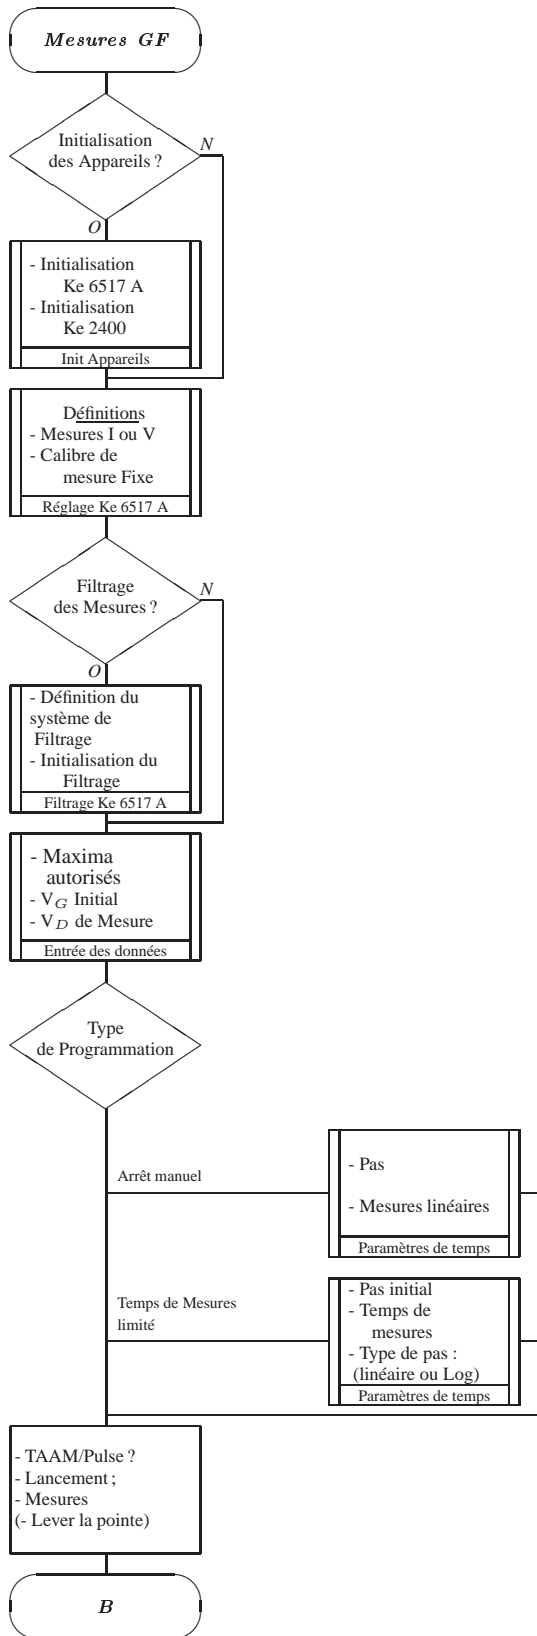 Mesures GF
Initialisation
des Appareils ?
N
O
- Initialisation
Ke 6517 A
- Initialisation
Ke 2400
Init Appareils
Définitions
- Mesures I ou V
- Calibre de
mesure Fixe
Réglage Ke 6517 A
Filtrage
des Mesures ?
N
O
- Définition du
système de
Filtrage
- Initialisation du
Filtrage
Filtrage Ke 6517 A
- Maxima
autorisés
- V_G Initial
- V_D de Mesure
Entrée des données
Type
de Programmation
Arrêt manuel
- Pas
- Mesures linéaires
Paramètres de temps
Temps de Mesures
limité
- Pas initial
- Temps de
mesures
- Type de pas :
(linéaire ou Log)
Paramètres de temps
- TAAM/Pulse ?
- Lancement ;
- Mesures
(- Lever la pointe)
B